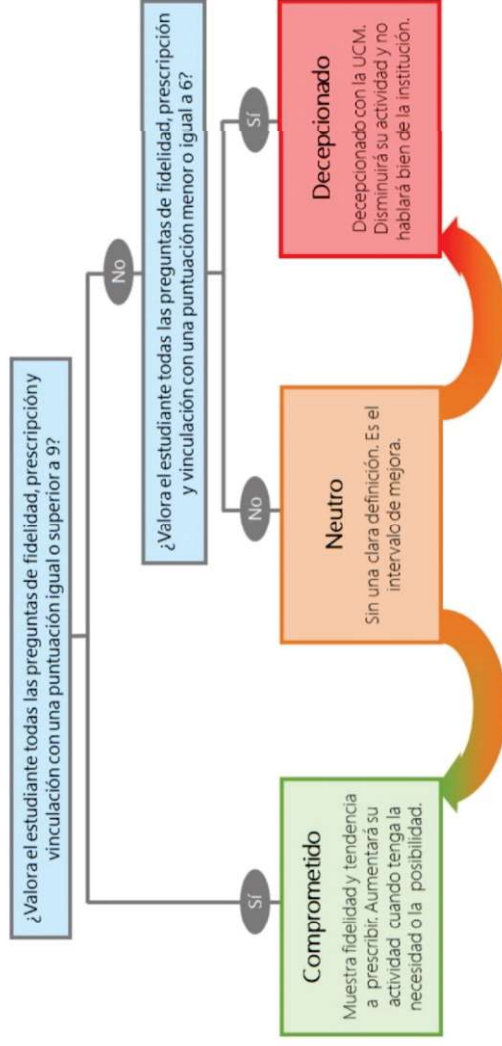 ¿Valora el estudiante todas las preguntas de fidelidad, prescripcióny
vinculación con una puntuación igual o superior a 9?
No
¿Valora el estudiante todas las preguntas de fidelidad, prescripción
y vinculación con una puntuación menor o igual a 6?
Sí
No
Sí
Comprometido
Muestra fidelidad y tendencia
a prescribir. Aumentará su
actividad cuando tenga la
necesidad o la posibilidad.
Neutro
Sin una clara definición. Es el
intervalo de mejora.
Decepcionado
Decepcionado con la UCM.
Disminuirá su actividad y no
hablará bien de la institución.